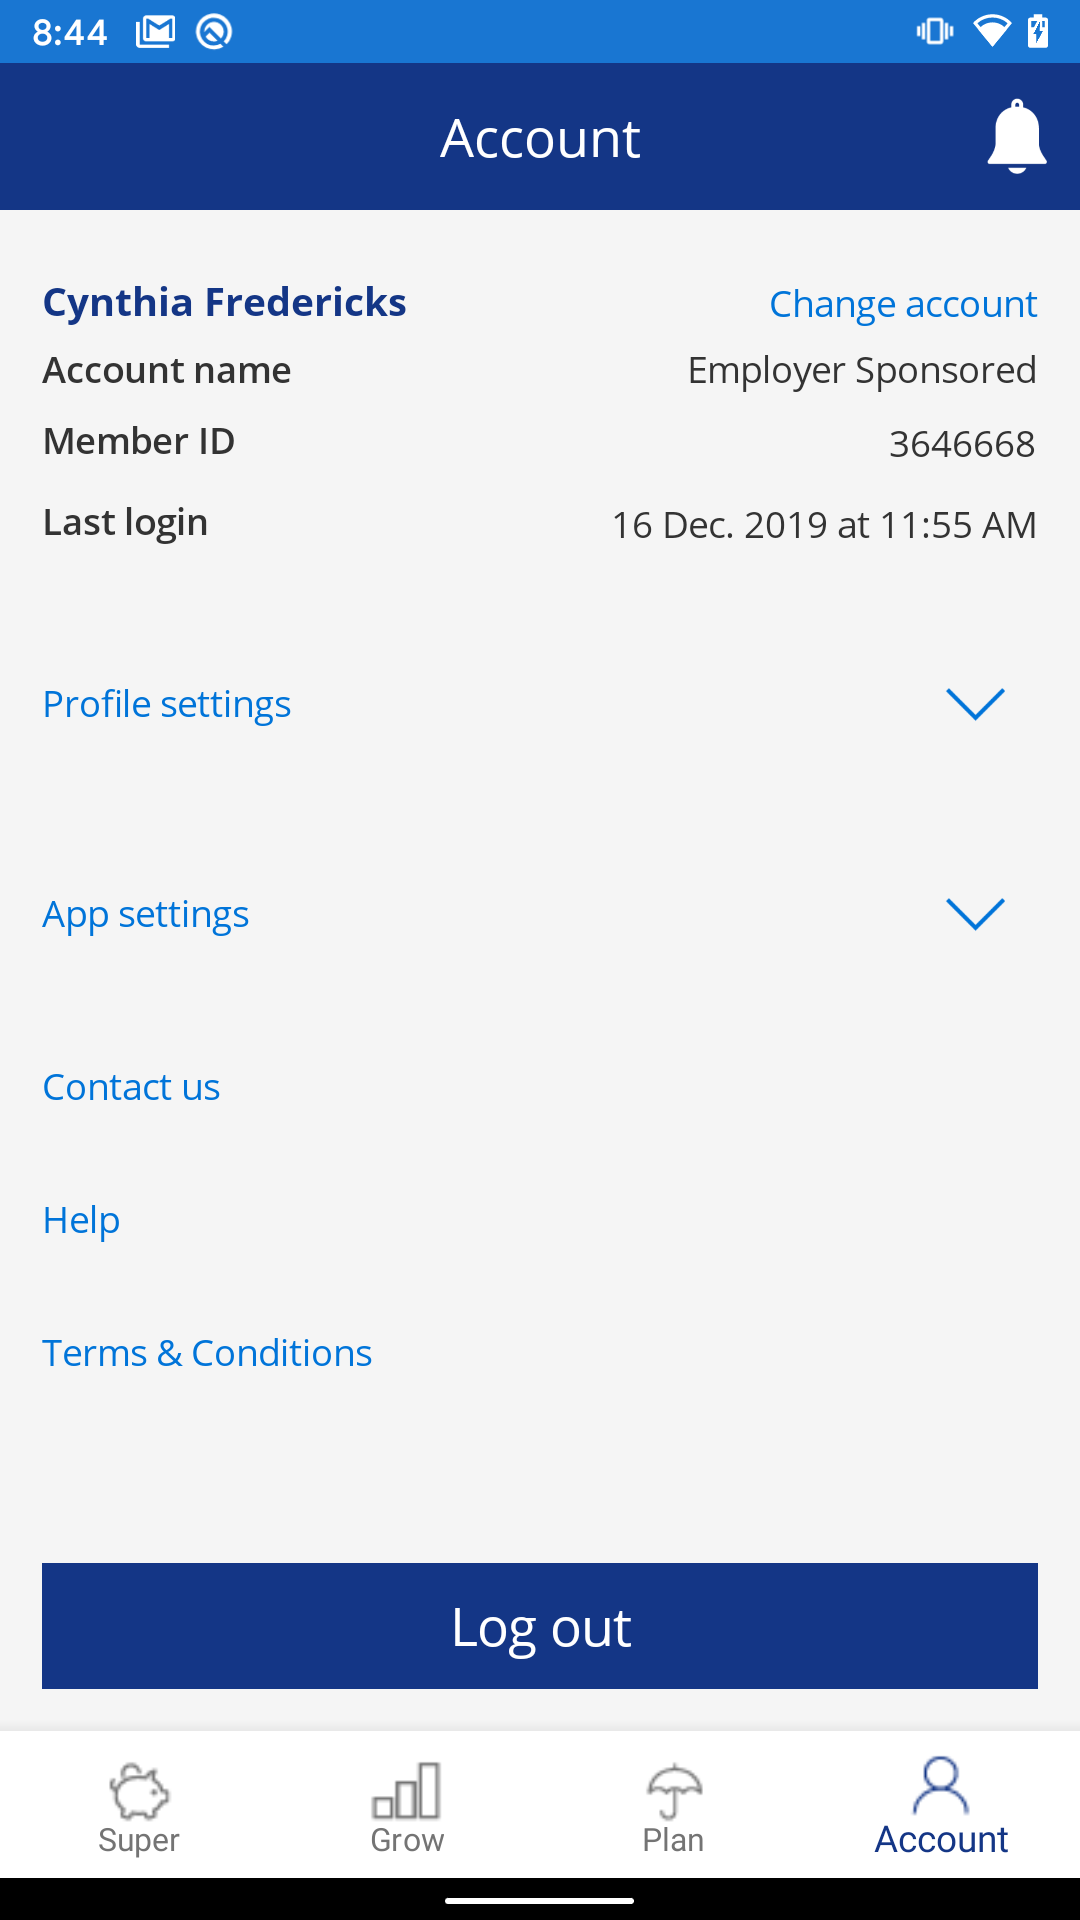 8:44
Account
Cynthia Fredericks Change account
Account name Employer Sponsored
Member ID 3646668
Last login 16 Dec. 2019 at 11:55 AM
Profile settings
App settings
Contact us
Help
Terms & Conditions
Log out
Super Grow Plan Account